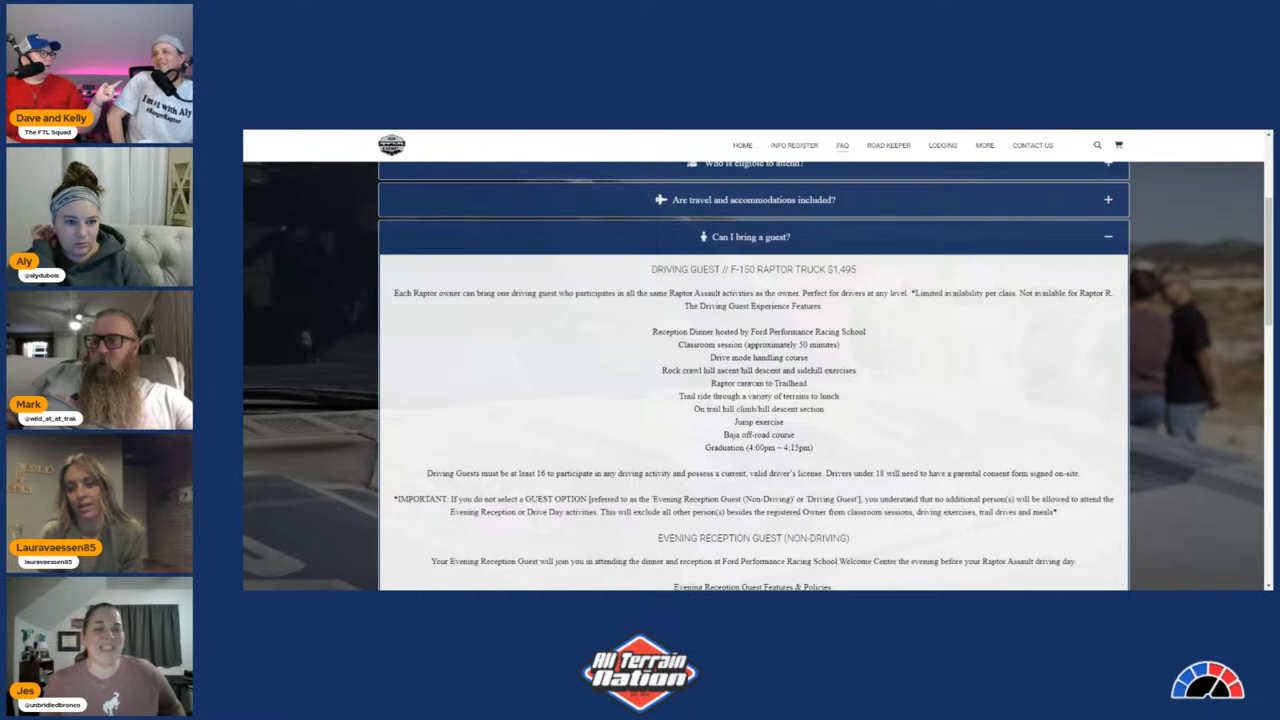 I'm #1 with Aly
#RangerRaptor
Dave and Kelly
The FTL Squad
Aly
@alydubois
Mark
@wild_at_at_trak
Lauravaessen85
lauravaessen85
Jes
@unbridledbronco
HOME INFO REGISTER FAQ ROAD KEEPER LODGING MORE CONTACT US
Who is eligible to attend?
Are travel and accommodations included?
Can I bring a guest?
DRIVING GUEST // F-150 RAPTOR TRUCK $1,495
Each Raptor owner can bring one driving guest who participates in all the same Raptor Assault activities as the owner. Perfect for drivers at any level. *Limited availability per class. Not available for Raptor R.
The Driving Guest Experience Features:
Reception Dinner hosted by Ford Performance Racing School
Classroom session (approximately 50 minutes)
Drive mode handling course
Rock crawl hill ascent/hill descent and sidehill exercises
Raptor caravan to Trailhead
Trail ride through a variety of terrains to lunch
On trail hill climb/hill descent section
Jump exercise
Baja off-road course
Graduation (4:00pm – 4:15pm)
Driving Guests must be at least 16 to participate in any driving activity and possess a current, valid driver's license. Drivers under 18 will need to have a parental consent form signed on-site.
*IMPORTANT: If you do not select a GUEST OPTION [referred to as the 'Evening Reception Guest (Non-Driving)' or 'Driving Guest'], you understand that no additional person(s) will be allowed to attend the
Evening Reception or Drive Day activities. This will exclude all other person(s) besides the registered Owner from classroom sessions, driving exercises, trail drives and meals*
EVENING RECEPTION GUEST (NON-DRIVING)
Your Evening Reception Guest will join you in attending the dinner and reception at Ford Performance Racing School Welcome Center the evening before your Raptor Assault driving day.
Evening Reception Guest Features & Policies
All Terrain
Nation